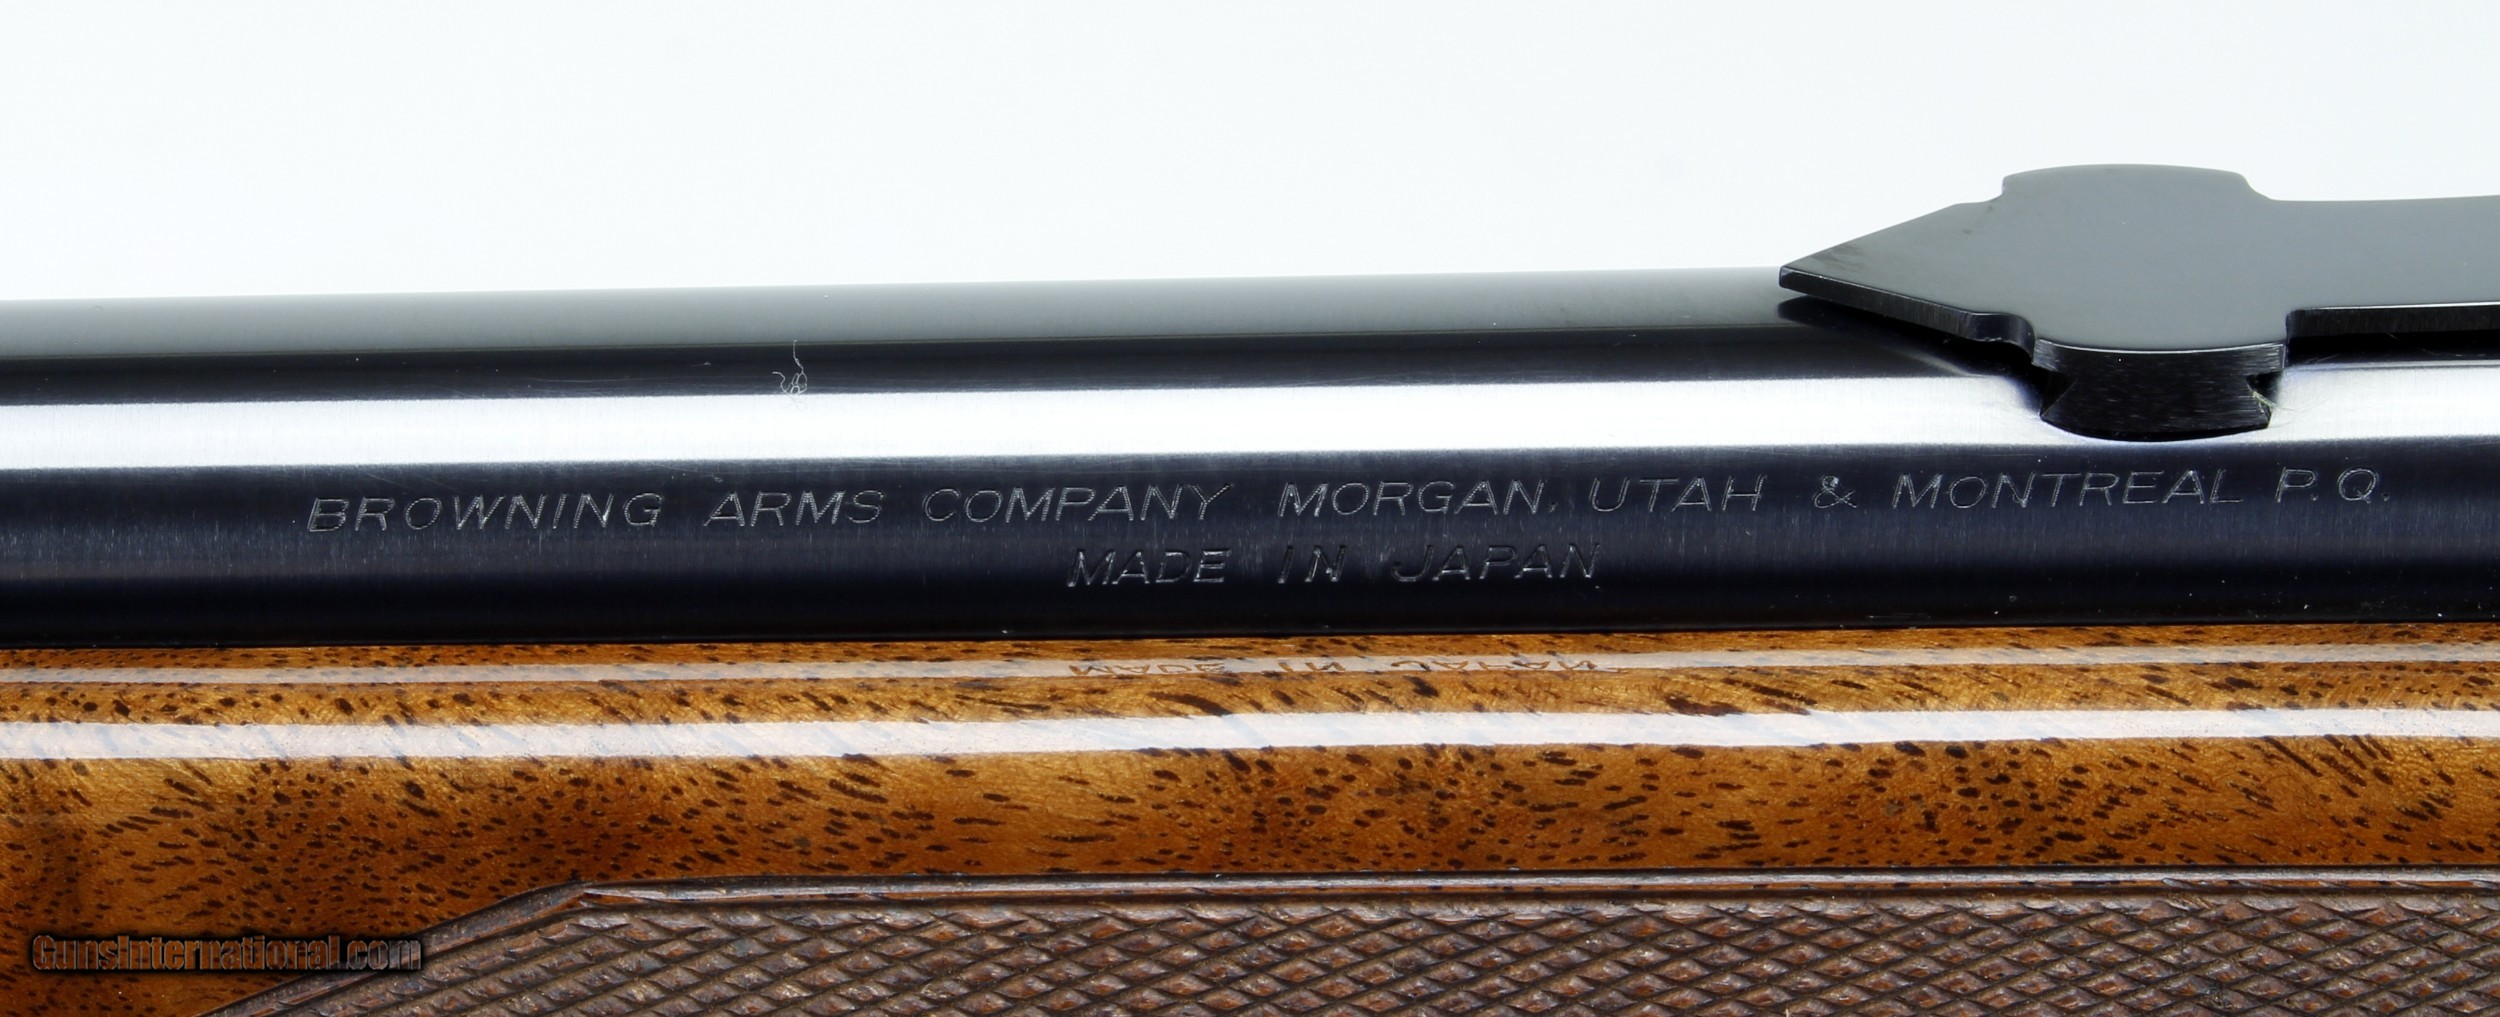 BROWNING ARMS COMPANY MORGAN, UTAH & MONTREAL P.Q.
MADE IN JAPAN
GunsInternational.com